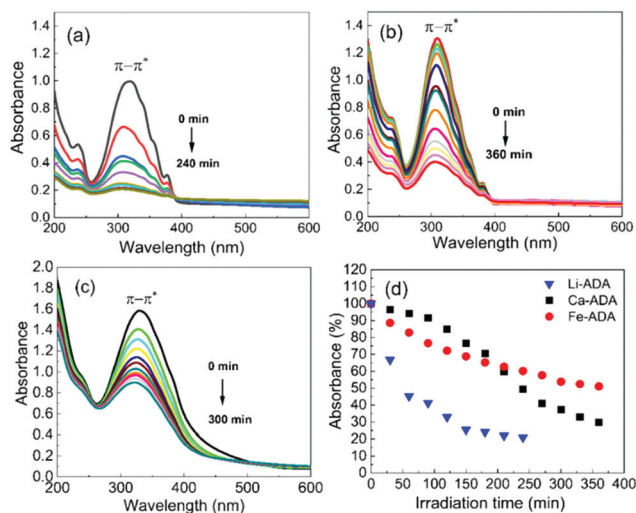 (a)
π−π*
0 min
240 min
Absorbance
1.4
1.2
1.0
0.8
0.6
0.4
0.2
0.0
200 300 400 500 600
Wavelength (nm)
(b)
π−π*
0 min
360 min
Absorbance
1.4
1.2
1.0
0.8
0.6
0.4
0.2
0.0
200 300 400 500 600
Wavelength (nm)
(c)
π−π*
0 min
300 min
Absorbance
2.0
1.8
1.6
1.4
1.2
1.0
0.8
0.6
0.4
0.2
0.0
200 300 400 500 600
Wavelength (nm)
(d)
Li-ADA
Ca-ADA
Fe-ADA
Absorbance (%)
120
110
100
90
80
70
60
50
40
30
20
10
0
0 50 100 150 200 250 300 350 400
Irradiation time (min)